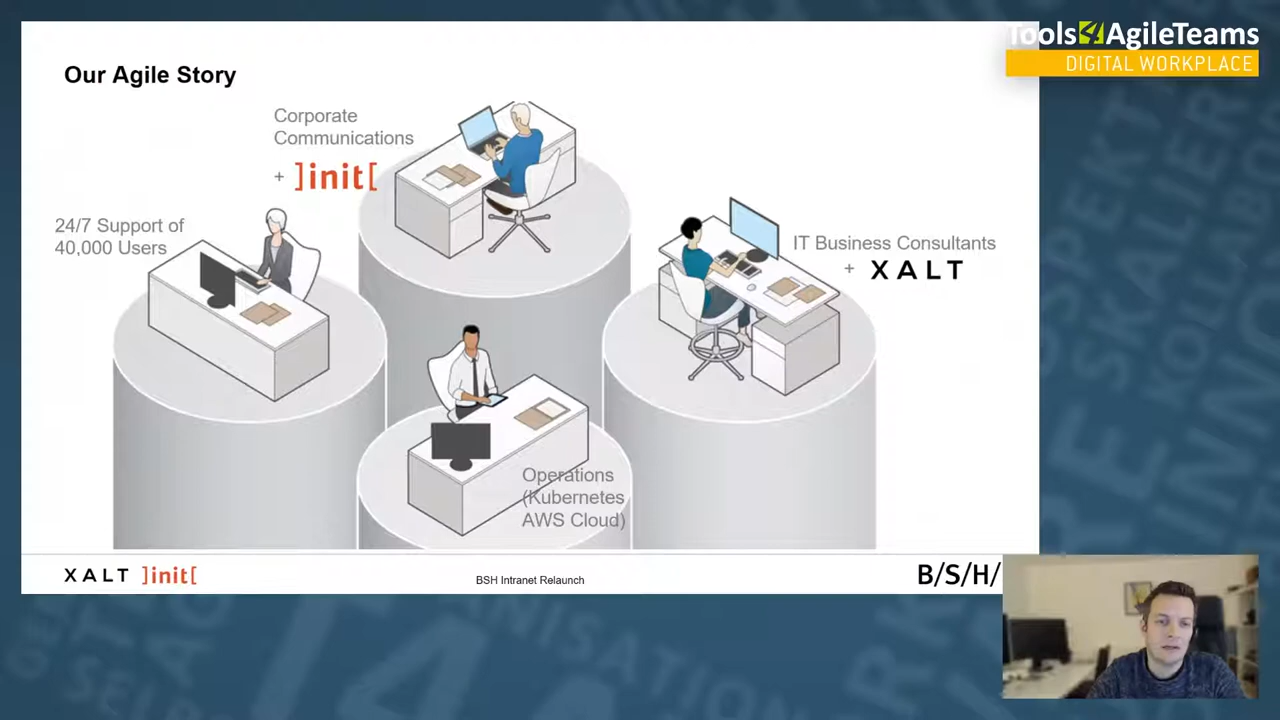 Tools4AgileTeams
DIGITAL WORKPLACE
Our Agile Story
Corporate
Communications
+ ]init[
24/7 Support of
40,000 Users
IT Business Consultants
+ XALT
Operations
(Kubernetes
AWS Cloud)
XALT ]init[
BSH Intranet Relaunch
B/S/H/